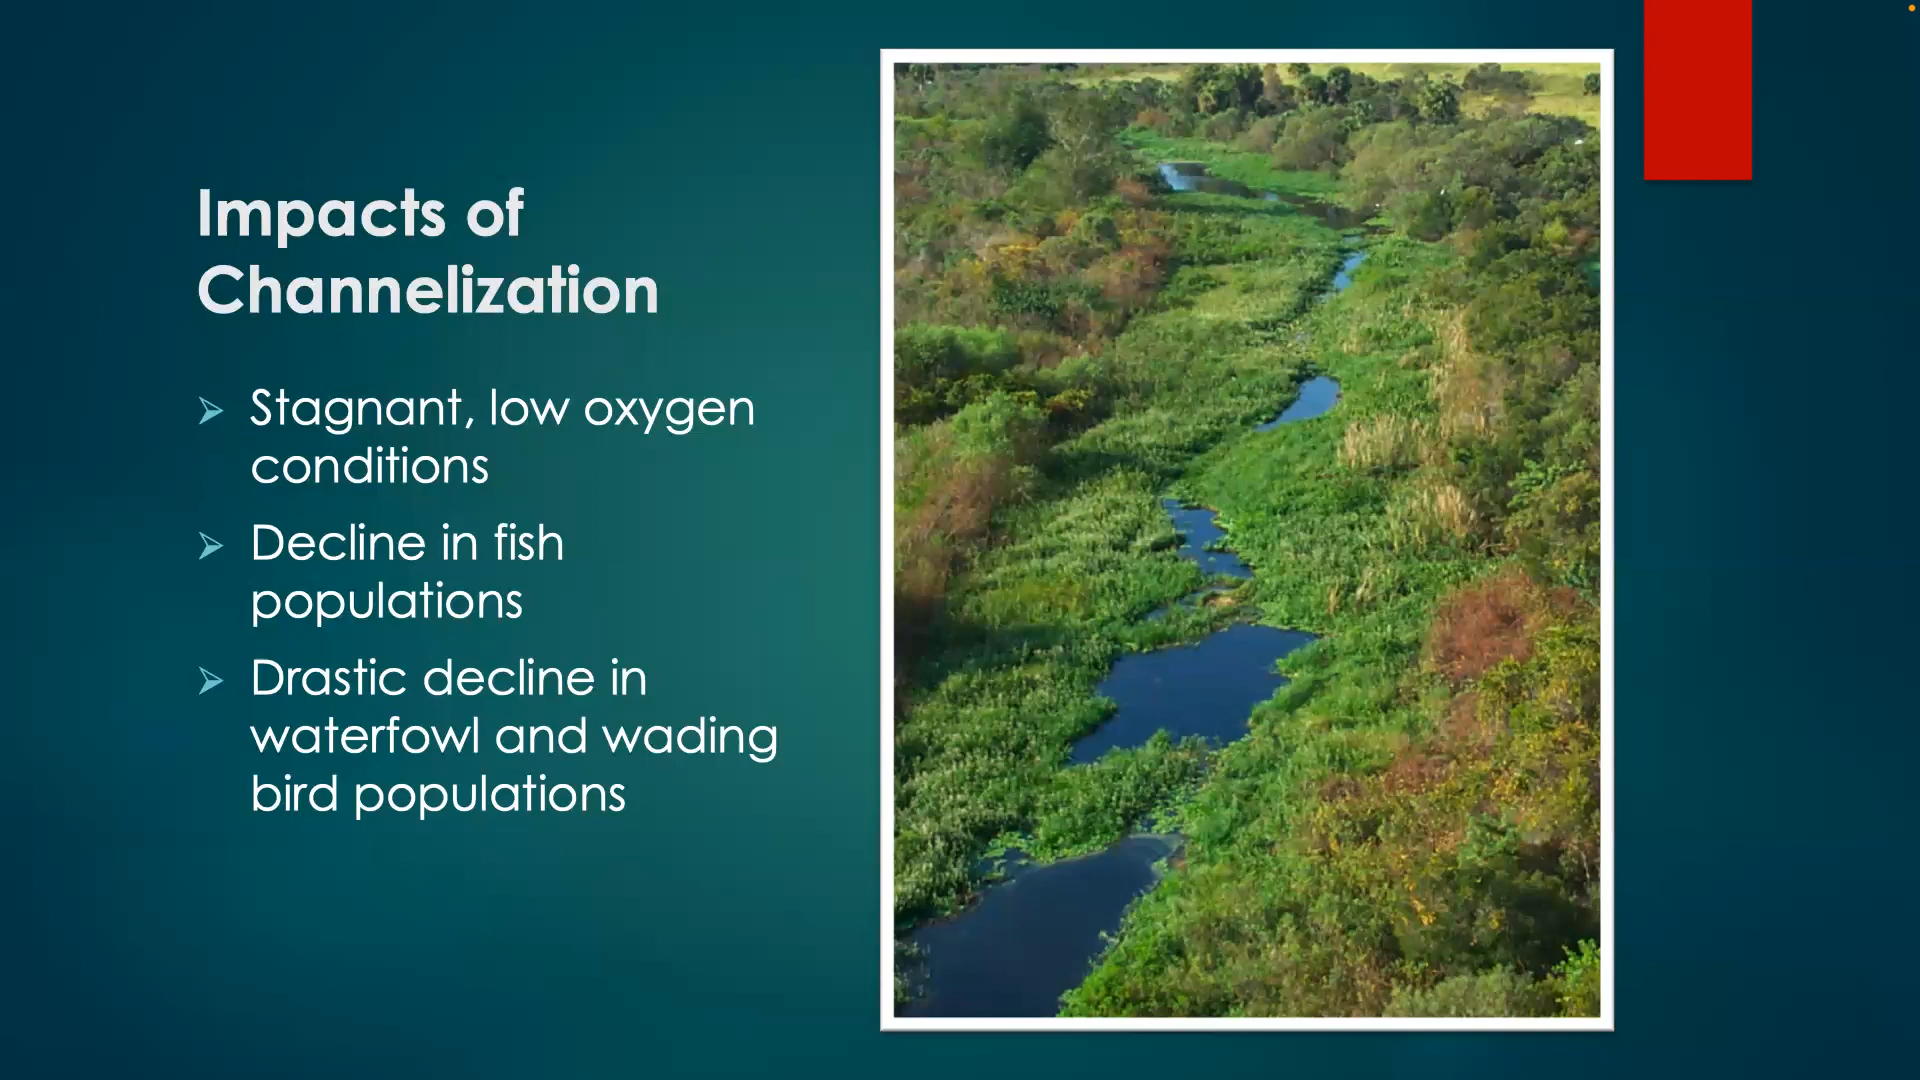 Impacts of
Channelization
Stagnant, low oxygen
conditions
Decline in fish
populations
Drastic decline in
waterfowl and wading
bird populations